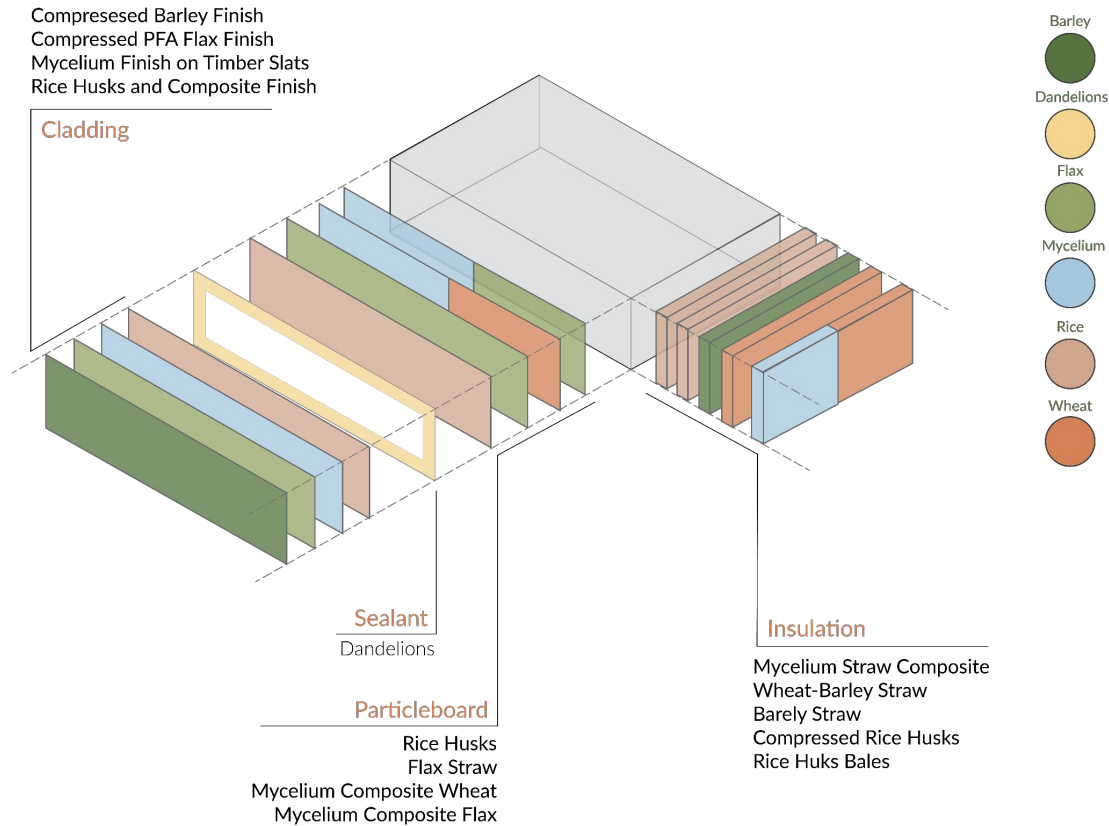 Compresesed Barley Finish
Compressed PFA Flax Finish
Mycelium Finish on Timber Slats
Rice Husks and Composite Finish
Cladding
Barley
Dandelions
Flax
Mycelium
Rice
Wheat
Sealant
Dandelions
Particleboard
Rice Husks
Flax Straw
Mycelium Composite Wheat
Mycelium Composite Flax
Insulation
Mycelium Straw Composite
Wheat-Barley Straw
Barely Straw
Compressed Rice Husks
Rice Huks Bales